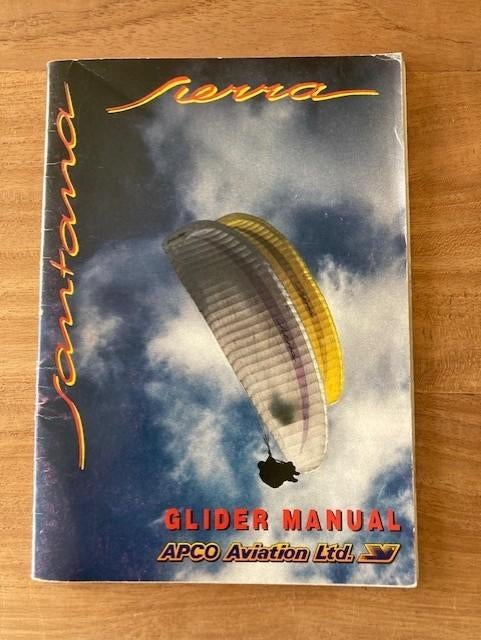 Sierra
Santana
GLIDER MANUAL
APCO Aviation Ltd.